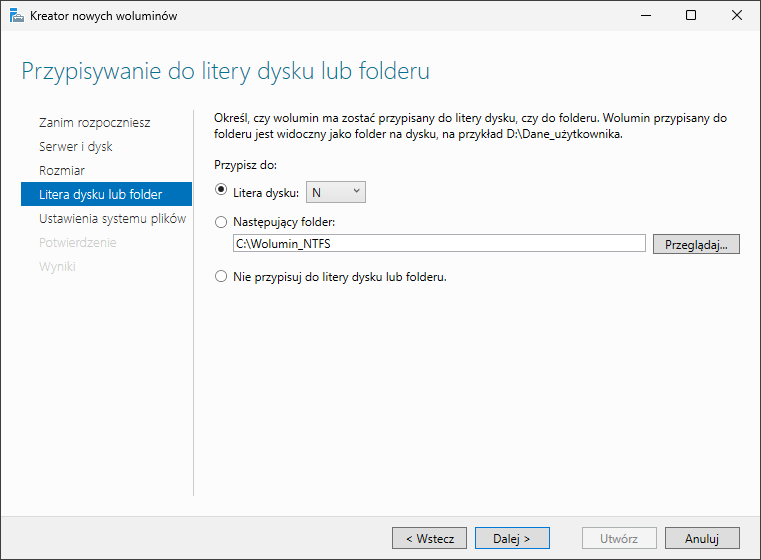 Kreator nowych woluminów
Przypisywanie do litery dysku lub folderu
Zanim rozpoczniesz
Serwer i dysk
Rozmiar
Litera dysku lub folder
Ustawienia systemu plików
Potwierdzenie
Wyniki
Określ, czy wolumin ma zostać przypisany do litery dysku, czy do folderu. Wolumin przypisany do
folderu jest widoczny jako folder na dysku, na przykład D:\Dane_użytkownika.
Przypisz do:
Litera dysku: N
Następujący folder:
C:\Wolumin_NTFS Przeglądaj...
Nie przypisuj do litery dysku lub folderu.
< Wstecz Dalej > Utwórz Anuluj